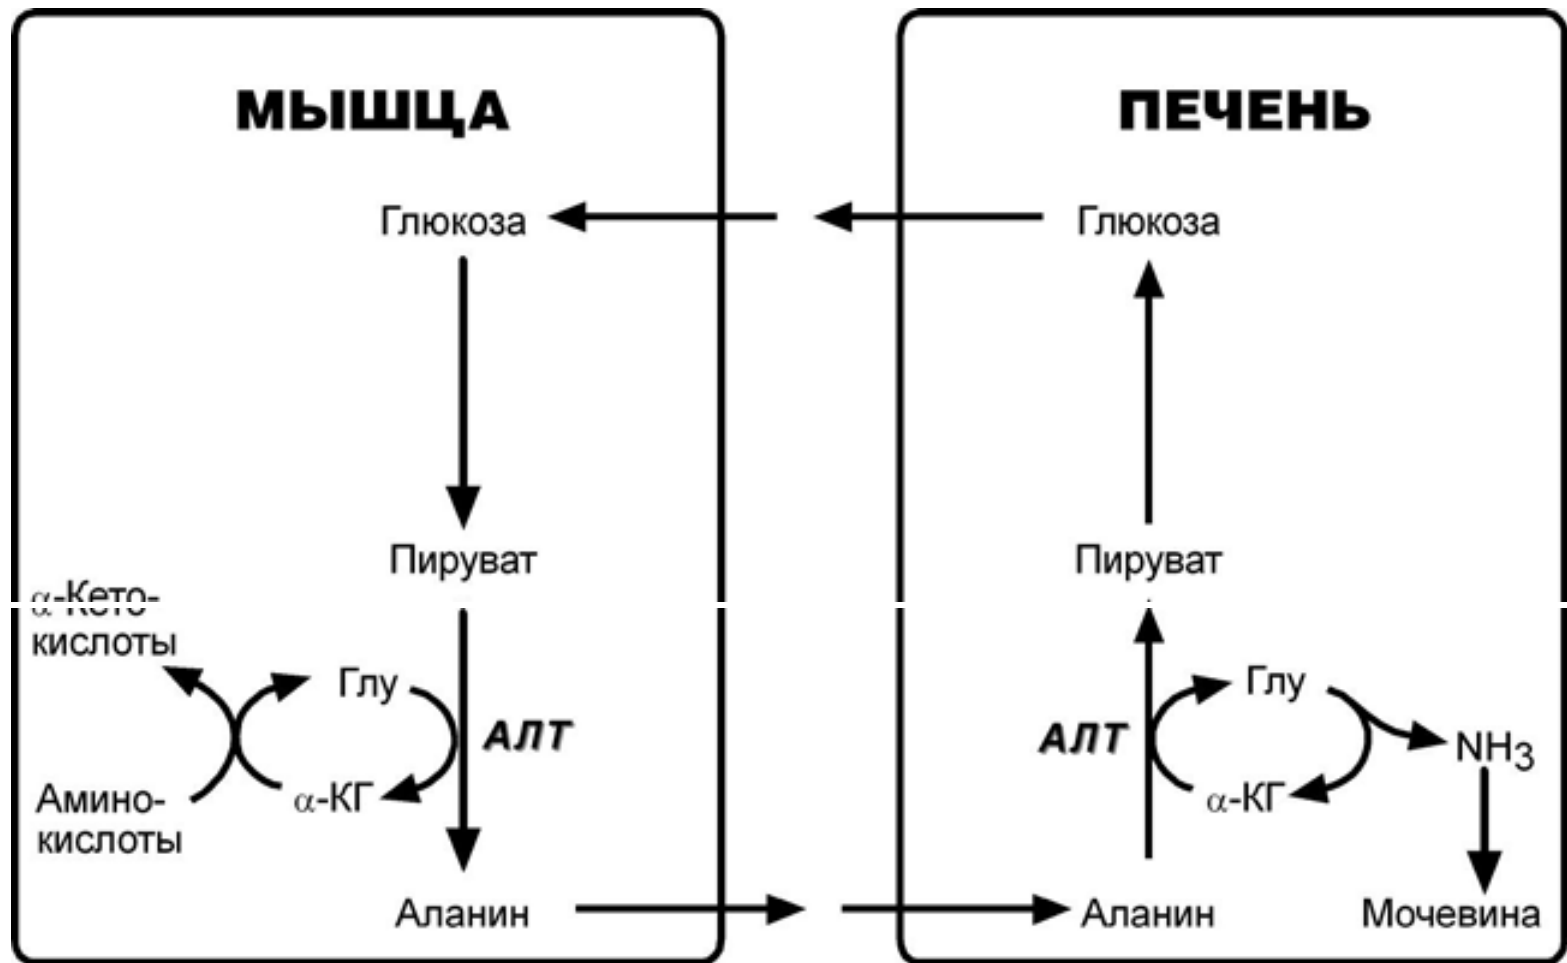 МЫШЦА
ПЕЧЕНЬ
Глюкоза
Глюкоза
Пируват
Пируват
α-Кето-
кислоты
Глу
Глу
АЛТ
АЛТ
NH3
Амино-
кислоты
α-КГ
α-КГ
Аланин
Аланин
Мочевина